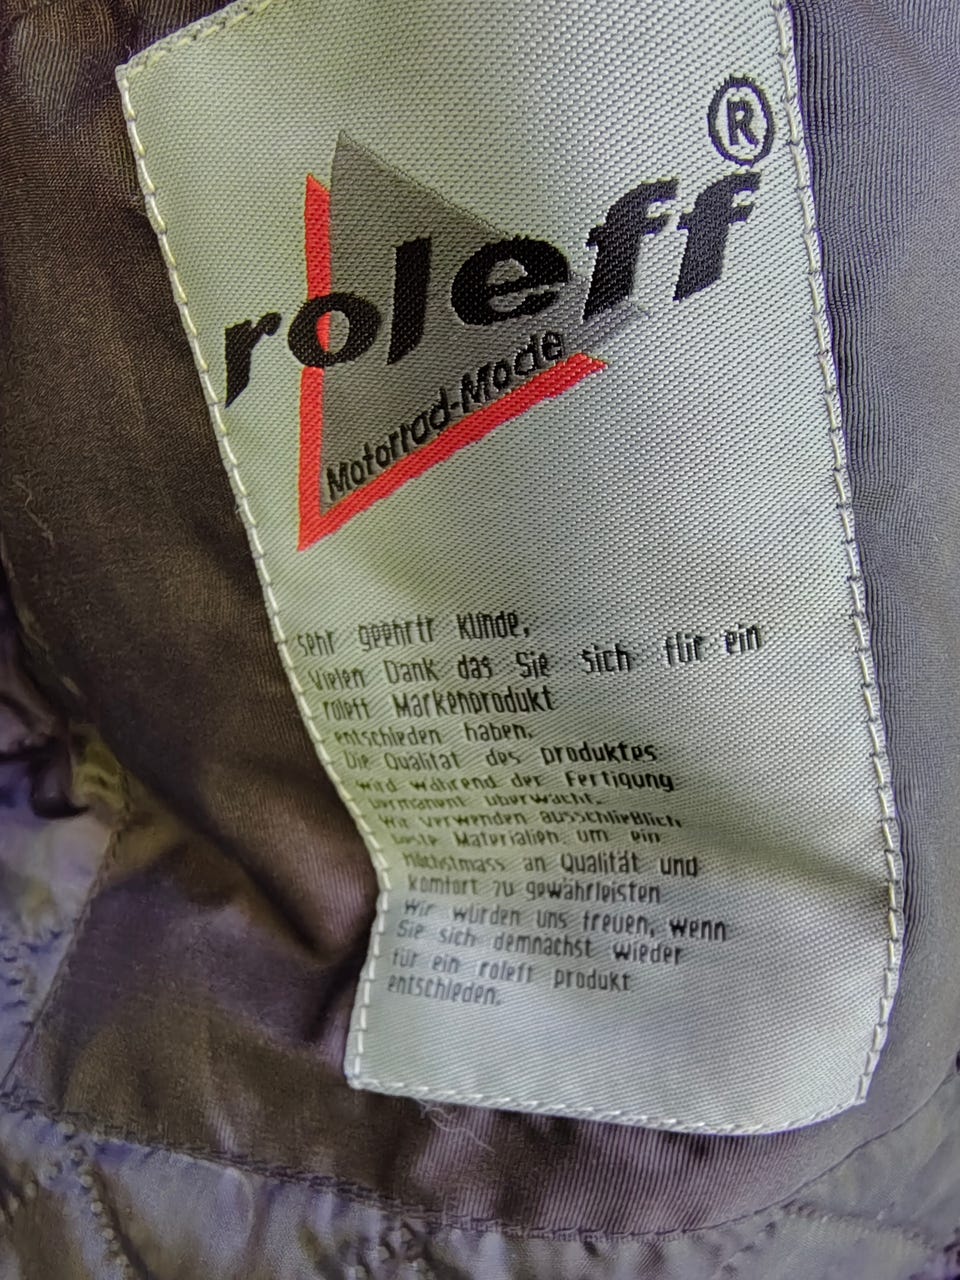 ®
roleff
Motorrad-Mode
sehr geehrtr kunde,
Vielen Dank das Sie sich für ein
roleff Markenprodukt
entschieden haben.
Die Qualität des produktes
wird während der Fertigung
permanent überwacht.
Wir verwenden ausschließlich
beste Materialien um ein
höchstmass an Qualität und
komfort zu gewährleisten
Wir würden uns freuen, wenn
Sie sich demnächst wieder
für ein roleff produkt
entschieden.